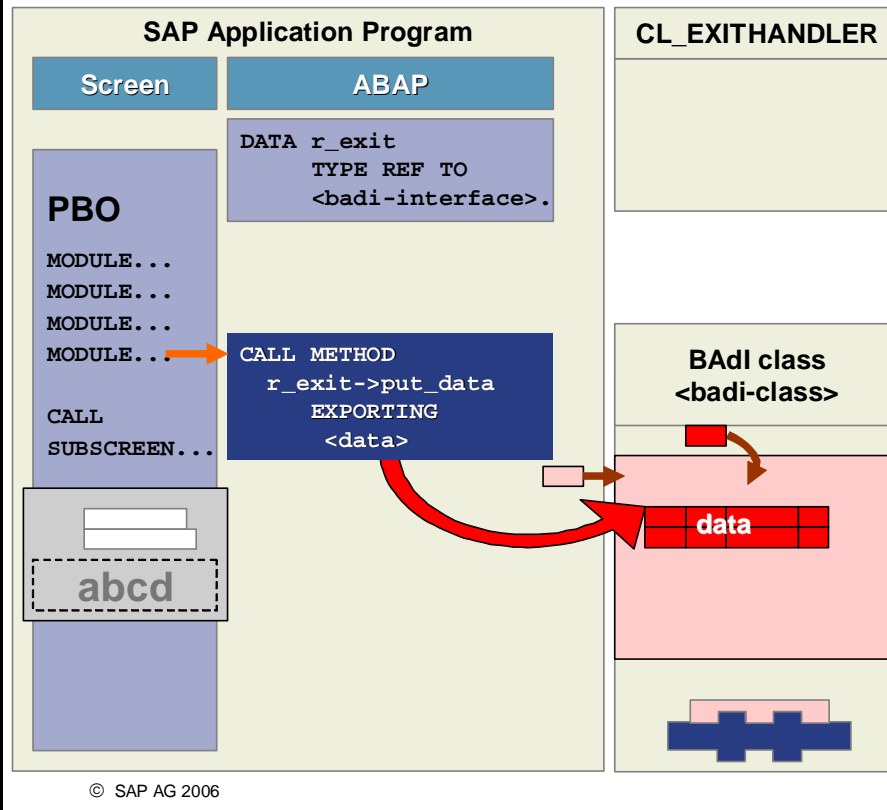 SAP Application Program
Screen
ABAP
DATA r_exit
TYPE REF TO
<badi-interface>.
PBO
MODULE...
MODULE...
MODULE...
MODULE...
CALL
SUBSCREEN...
CALL METHOD
r_exit->put_data
EXPORTING
<data>
abcd
CL_EXITHANDLER
BAdI class
<badi-class>
data
© SAP AG 2006